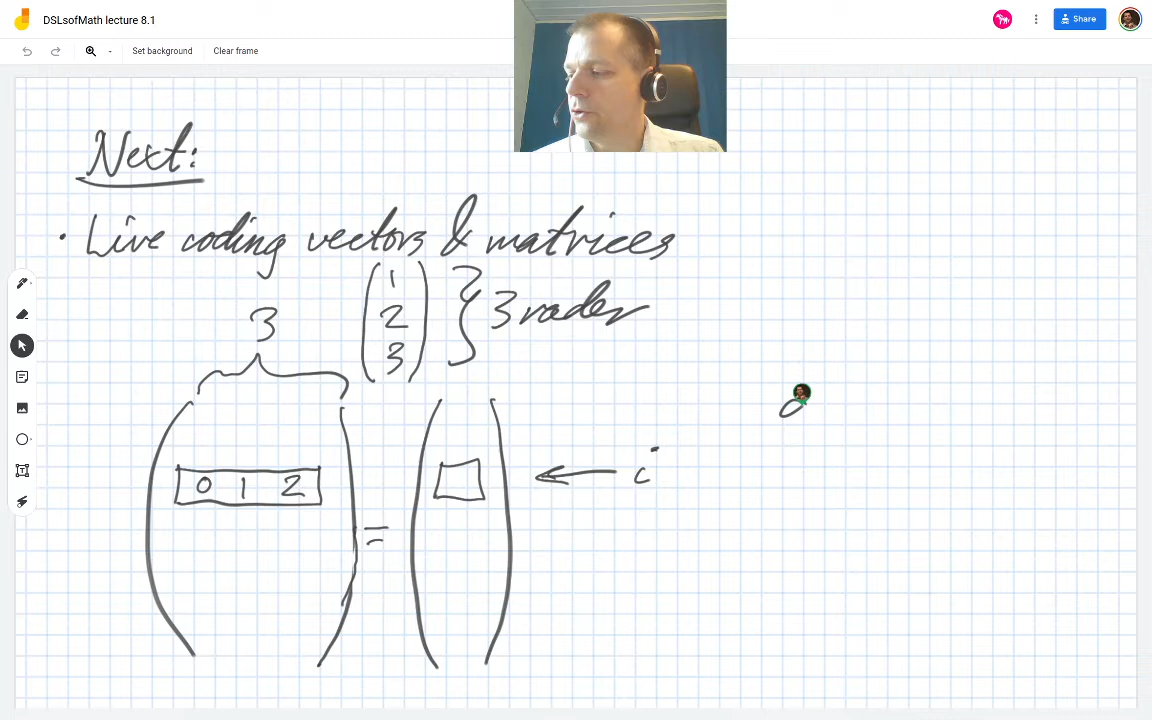 DSLsofMath lecture 8.1
Share
Set background
Clear frame
Next:
• Live coding vectors & matrices
1
2
3
3 rader
3
0 1 2
=
← i